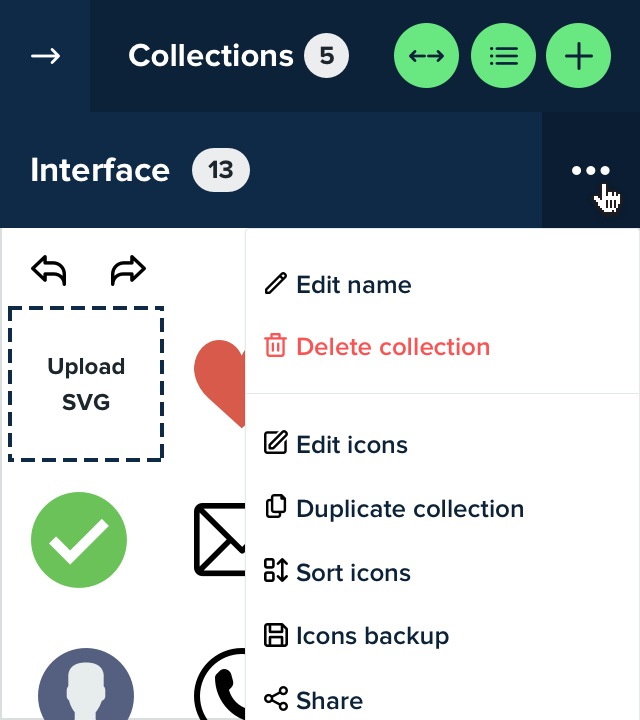 Collections 5
Interface 13
Edit name
Delete collection
Upload
SVG
Edit icons
Duplicate collection
Sort icons
Icons backup
Share